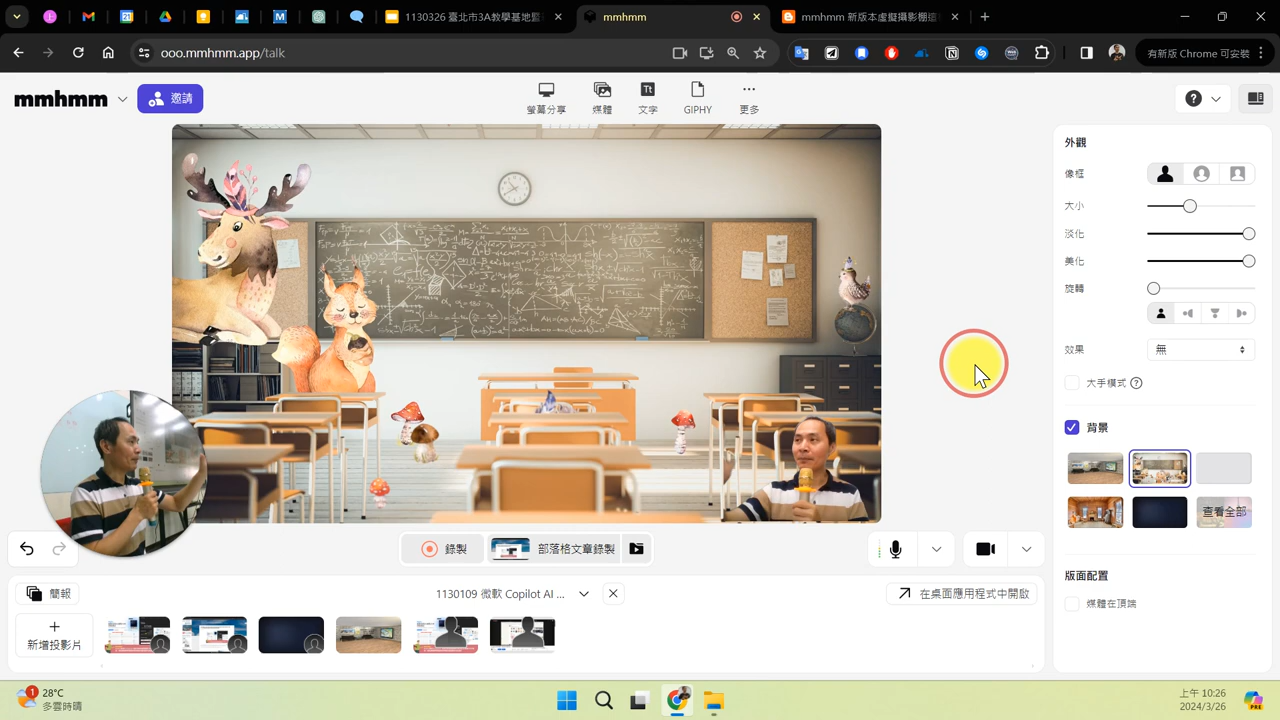 1130326 臺北市3A教學基地監
mmhmm
mmhmm 新版本虛擬攝影棚這
ooo.mmhmm.app/talk
有新版 Chrome 可安裝
mmhmm
邀請
螢幕分享
媒體
文字
GIPHY
更多
外觀
像框
大小
淡化
美化
旋轉
效果
無
大手模式
背景
查看全部
版面配置
媒體在頂端
錄製
部落格文章錄製
簡報
1130109 微軟 Copilot AI ...
在桌面應用程式中開啟
新增投影片
1
28°C
多雲時晴
上午 10:26
2024/3/26
PRE